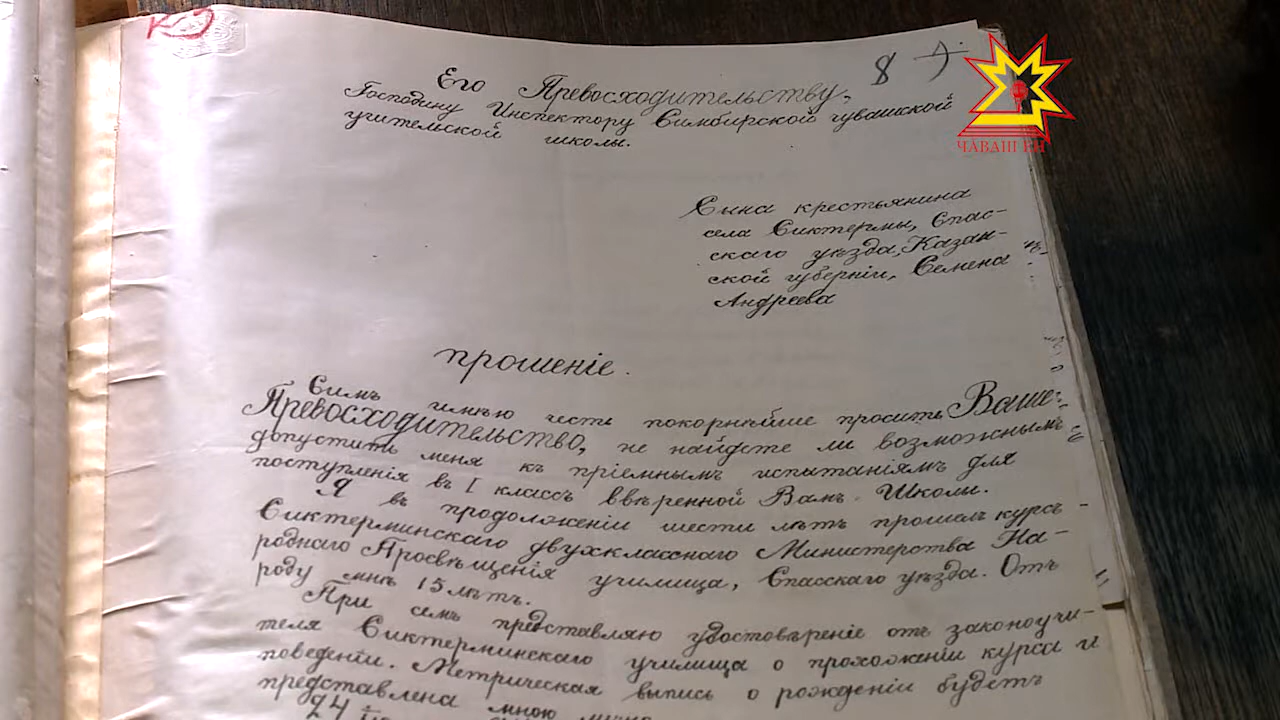 8
Его Превосходительству,
Господину Инспектору Симбирской чувашской
учительской школы.
ЧӐВАШ ЕН
Сына крестьянина
села Сиктермы, Спас-
скаго уѣзда, Казан-
ской губерніи, Семена
Андреева
прошеніе.
Симъ имѣю честь покорнѣйше просить Ваше
Превосходительство, не найдете ли возможнымъ
допустить меня къ пріемнымъ испытаніямъ для
поступленія въ I классъ ввѣренной Вамъ Школы.
Я въ продолженіи шести лѣтъ прошелъ курсъ
Сиктерминскаго двухкласснаго Министерства На-
роднаго Просвѣщенія училища, Спасскаго уѣзда. Отъ
роду мнѣ 15 лѣтъ.
При семъ представляю удостовѣреніе отъ законоучи-
теля Сиктерминскаго училища о прохожденіи курса и
поведеніи. Метрическая выпись о рожденіи будетъ
представлена мною
24